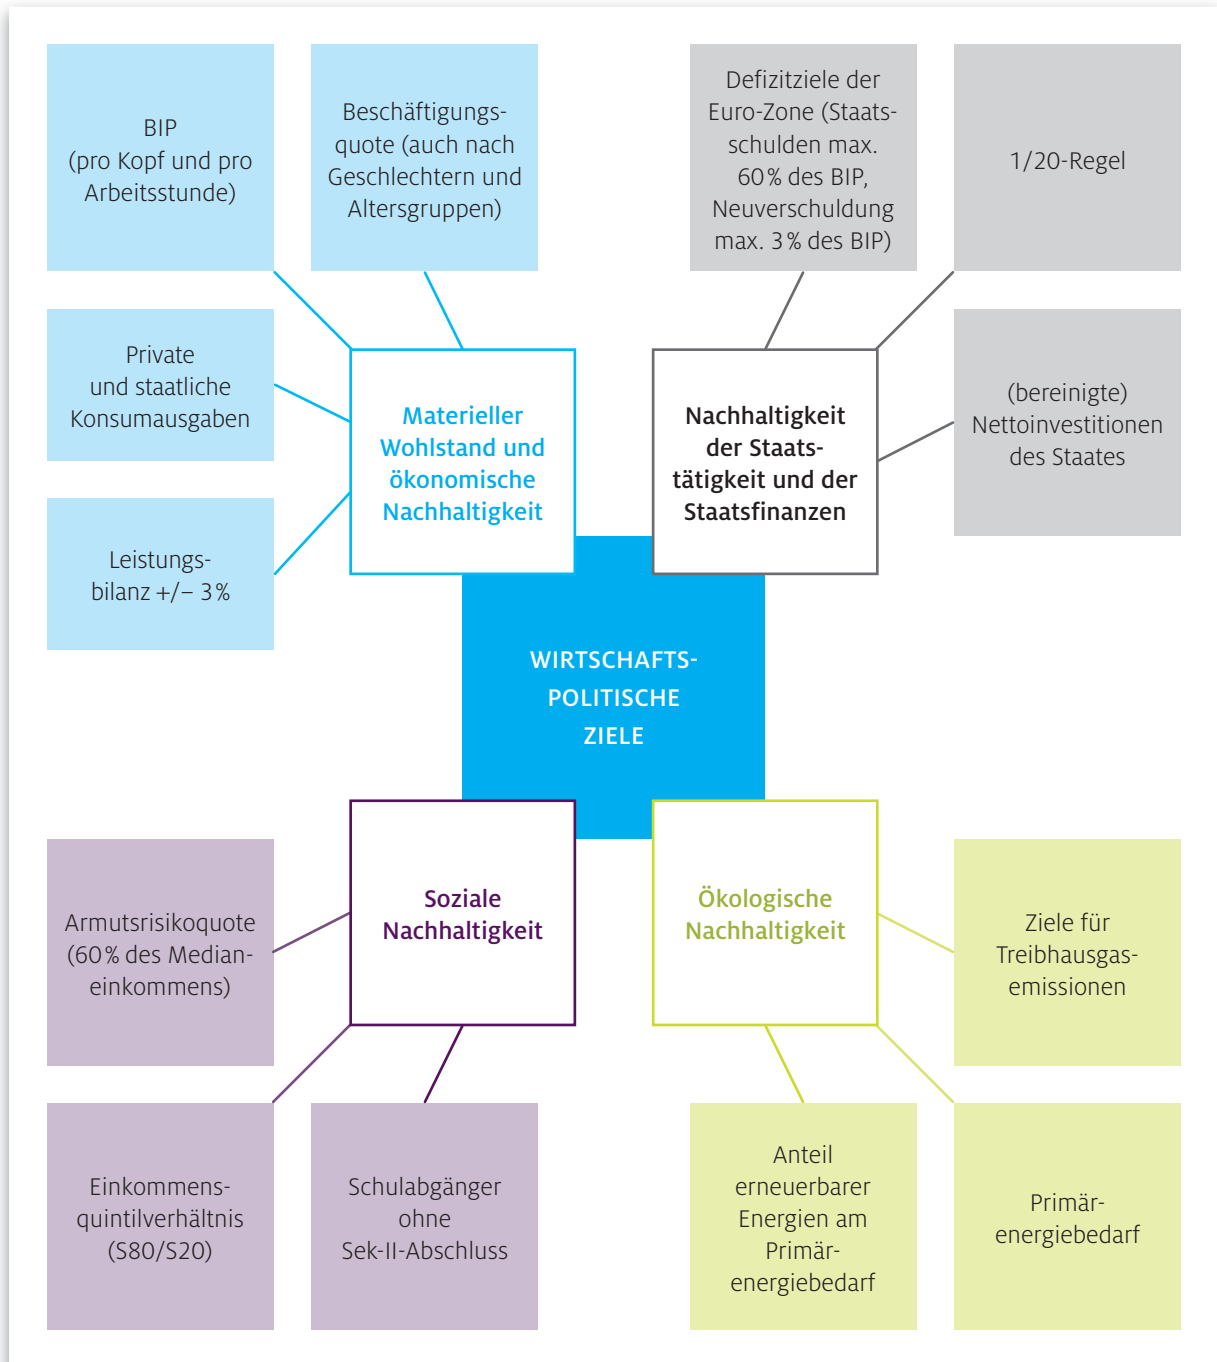 BIP
(pro Kopf und pro
Arbeitsstunde)
Beschäftigungs-
quote (auch nach
Geschlechtern und
Altersgruppen)
Defizitziele der
Euro-Zone (Staats-
schulden max.
60 % des BIP,
Neuverschuldung
max. 3 % des BIP)
1/20-Regel
Private
und staatliche
Konsumausgaben
Leistungs-
bilanz +/– 3 %
Materieller
Wohlstand und
ökonomische
Nachhaltigkeit
Nachhaltigkeit
der Staats-
tätigkeit und der
Staatsfinanzen
(bereinigte)
Nettoinvestitionen
des Staates
WIRTSCHAFTS-
POLITISCHE
ZIELE
Armutsrisikoquote
(60 % des Median-
einkommens)
Soziale
Nachhaltigkeit
Ökologische
Nachhaltigkeit
Ziele für
Treibhausgas-
emissionen
Einkommens-
quintilverhältnis
(S80/S20)
Schulabgänger
ohne
Sek-II-Abschluss
Anteil
erneuerbarer
Energien am
Primär-
energiebedarf
Primär-
energiebedarf